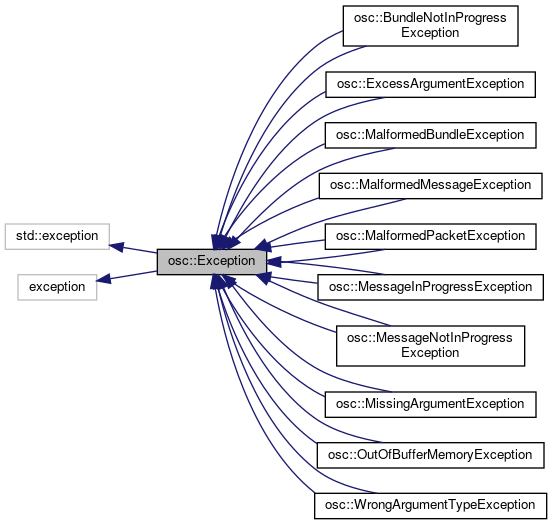 std::exception
exception
osc::Exception
osc::BundleNotInProgress
Exception
osc::ExcessArgumentException
osc::MalformedBundleException
osc::MalformedMessageException
osc::MalformedPacketException
osc::MessageInProgressException
osc::MessageNotInProgress
Exception
osc::MissingArgumentException
osc::OutOfBufferMemoryException
osc::WrongArgumentTypeException